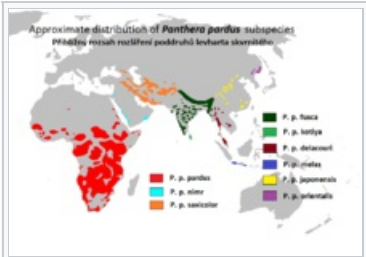 Approximate distribution of Panthera pardus subspecies
Přibližný rozsah rozšíření poddruhů levharta skvrnitého
P. p. fusca
P. p. kotiya
P. p. delacouri
P. p. melas
P. p. japonensis
P. p. orientalis
P. p. pardus
P. p. nimr
P. p. saxicolor